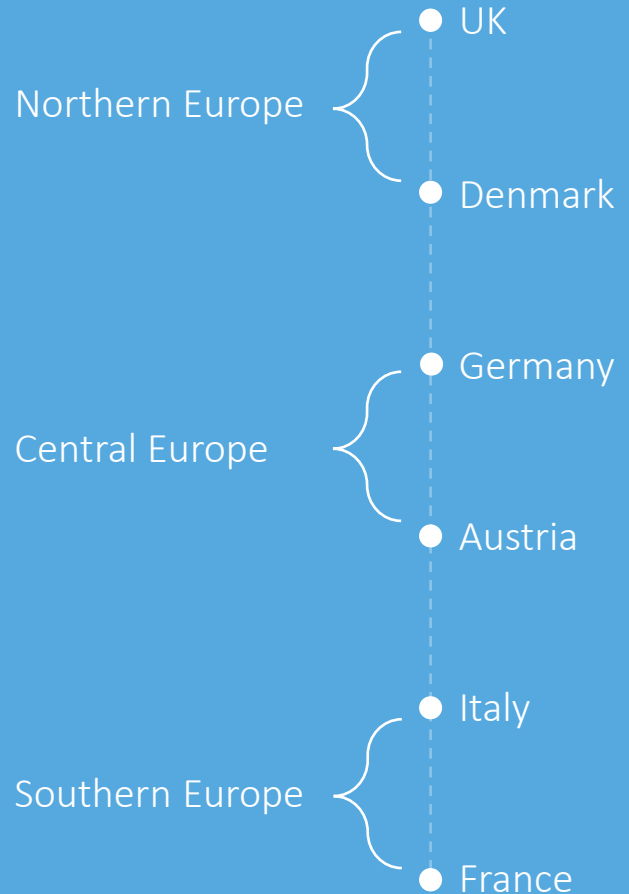 UK
Northern Europe
Denmark
Germany
Central Europe
Austria
Italy
Southern Europe
France